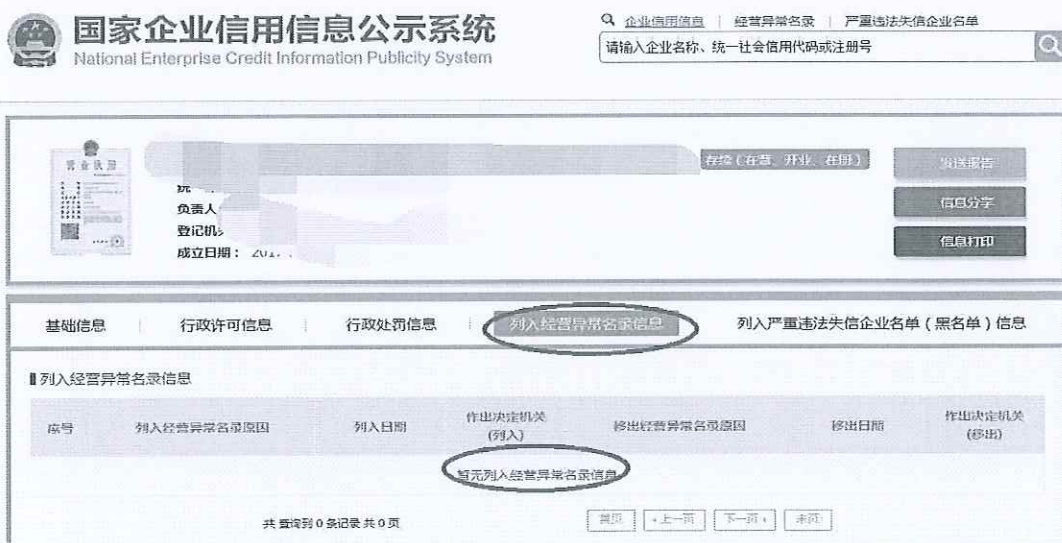 国家企业信用信息公示系统
National Enterprise Credit Information Publicity System
企业信用信息 | 经营异常名录 | 严重违法失信企业名单
请输入企业名称、统一社会信用代码或注册号
营业执照
存续（在营、开业、在册）
发送报告
统一
负责人
信息分享
登记机关
成立日期： 201
信息打印
基础信息 | 行政许可信息 | 行政处罚信息 | 列入经营异常名录信息 列入严重违法失信企业名单（黑名单）信息
列入经营异常名录信息
序号 列入经营异常名录原因 列入日期 作出决定机关(列入) 移出经营异常名录原因 移出日期 作出决定机关(移出)
暂无列入经营异常名录信息
共 查询到 0 条记录 共 0 页 首页 上一页 下一页 末页